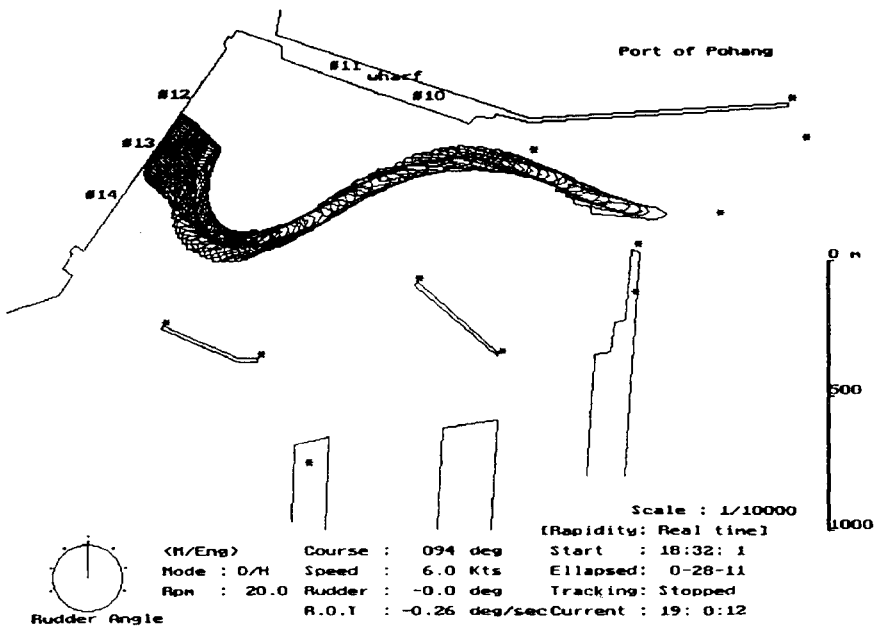 Port of Pohang
#11
wharf
#10
#12
#13
#14
0 m
500
1000
Scale : 1/10000
[Rapidity: Real time]
<M/Eng> Course : 094 deg Start : 18:32: 1
Mode : D/H Speed : 6.0 Kts Ellapsed: 0-28-11
Rpm : 20.0 Rudder : -0.0 deg Tracking: Stopped
R.O.T : -0.26 deg/sec Current : 19: 0:12
Rudder Angle